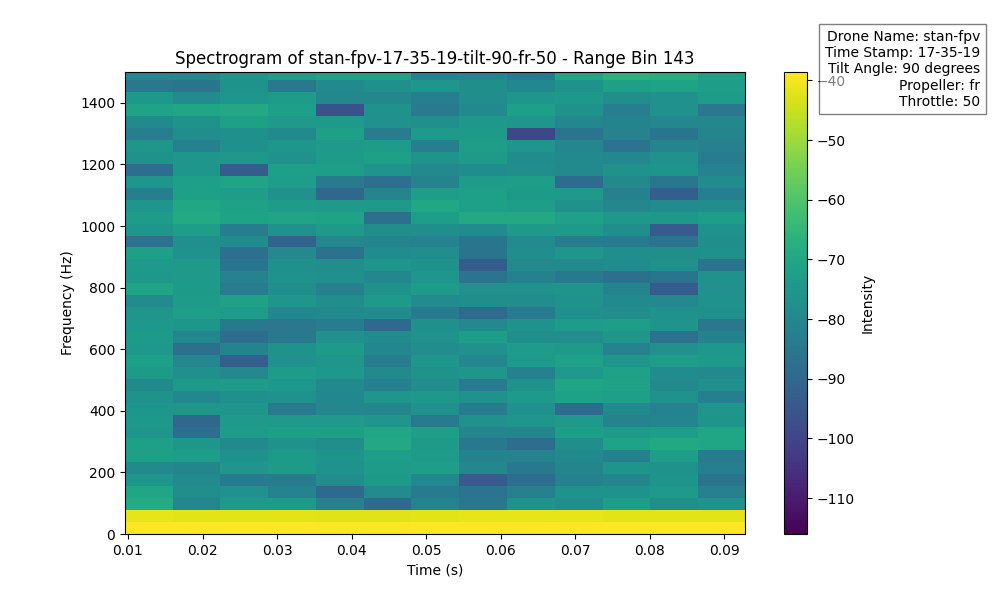 Spectrogram of stan-fpv-17-35-19-tilt-90-fr-50 - Range Bin 143
Drone Name: stan-fpv
Time Stamp: 17-35-19
Tilt Angle: 90 degrees
Propeller: fr
Throttle: 50
Frequency (Hz)
1400
1200
1000
800
600
400
200
0
0.01 0.02 0.03 0.04 0.05 0.06 0.07 0.08 0.09
Time (s)
−40
−50
−60
−70
−80
−90
−100
−110
Intensity